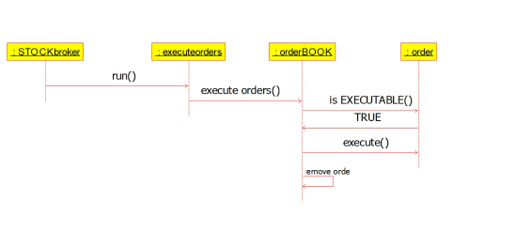 : STOCKbroker
: executeorders
: orderBOOK
: order
run()
execute orders()
is EXECUTABLE()
TRUE
execute()
emove orde